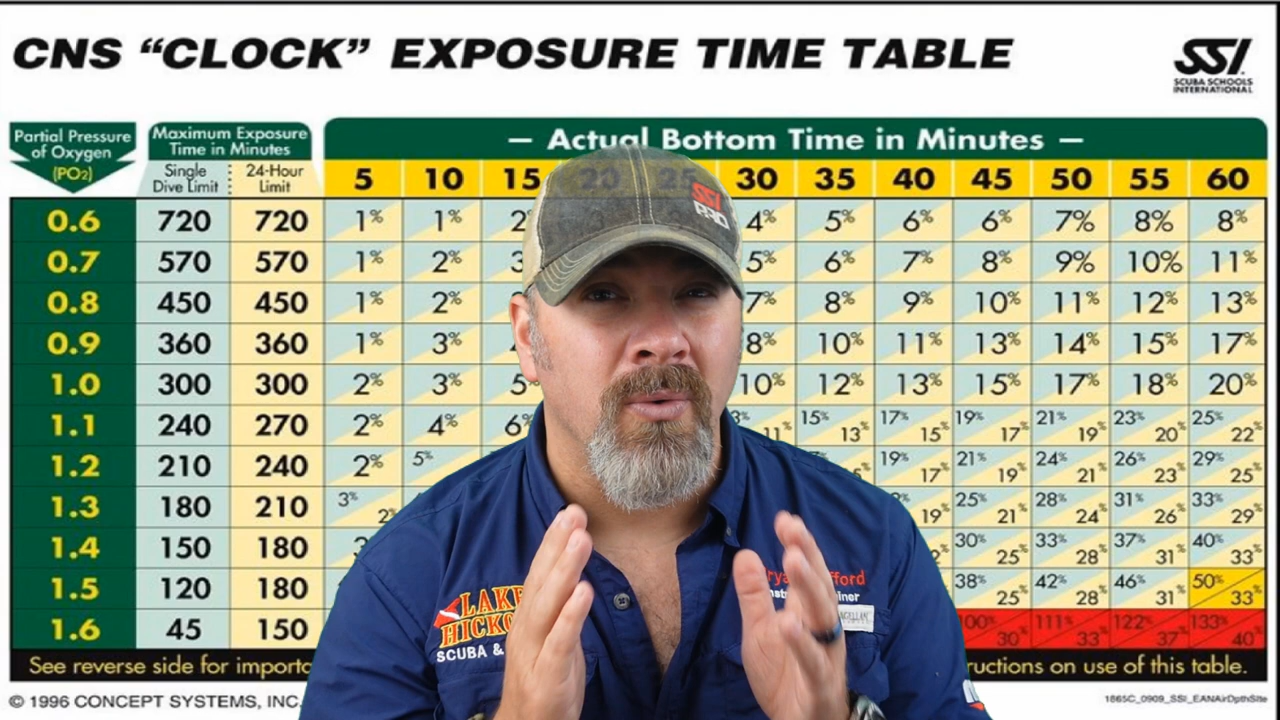 CNS “CLOCK” EXPOSURE TIME TABLE
SSI
SCUBA SCHOOLS
INTERNATIONAL
Partial Pressure
of Oxygen
(PO2)
Maximum Exposure
Time in Minutes
Single
Dive Limit
24-Hour
Limit
— Actual Bottom Time in Minutes —
5 10 15 20 25 30 35 40 45 50 55 60
0.6 720 720 1% 1% 4% 5% 6% 6% 7% 8% 8%
0.7 570 570 1% 2% 5% 6% 7% 8% 9% 10% 11%
0.8 450 450 1% 2% 7% 8% 9% 10% 11% 12% 13%
0.9 360 360 1% 3% 8% 10% 11% 13% 14% 15% 17%
1.0 300 300 2% 3% 10% 12% 13% 15% 17% 18% 20%
1.1 240 270 2% 4% 6% 11% 15% 13% 17% 15% 19% 17% 21% 19% 23% 20% 25% 22%
1.2 210 240 2% 5% 19% 17% 21% 19% 24% 21% 26% 23% 29% 25%
1.3 180 210 3% 19% 25% 21% 28% 24% 31% 26% 33% 29%
1.4 150 180 30% 25% 33% 28% 37% 31% 40% 33%
1.5 120 180 38% 25% 42% 28% 46% 31% 50% 33%
1.6 45 150 100% 30% 111% 33% 122% 37% 133% 40%
See reverse side for
on use of this table.
© 1996 CONCEPT SYSTEMS, INC.
1865C_0909_SSI_EANAirDpthSite
SSI
PRO
LAKE
SCUBA &